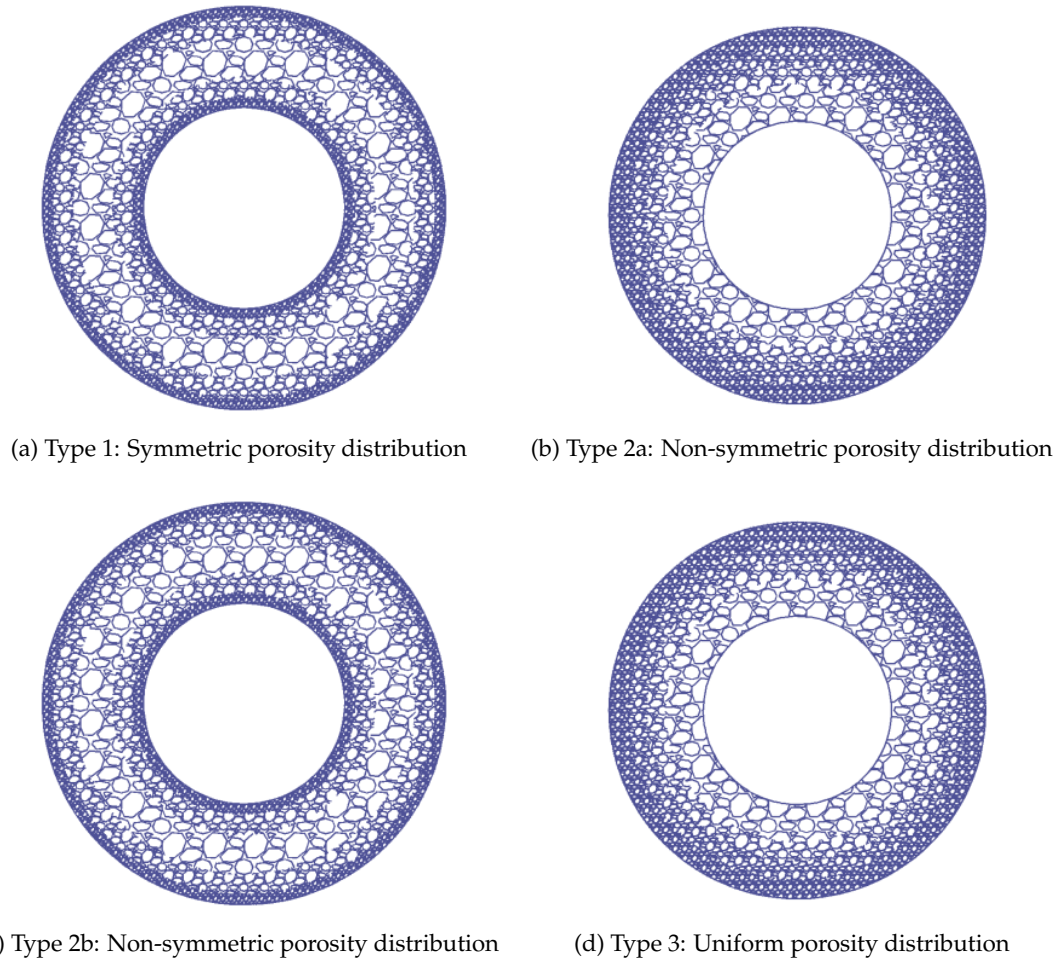 (a) Type 1: Symmetric porosity distribution
(b) Type 2a: Non-symmetric porosity distribution
) Type 2b: Non-symmetric porosity distribution
(d) Type 3: Uniform porosity distribution